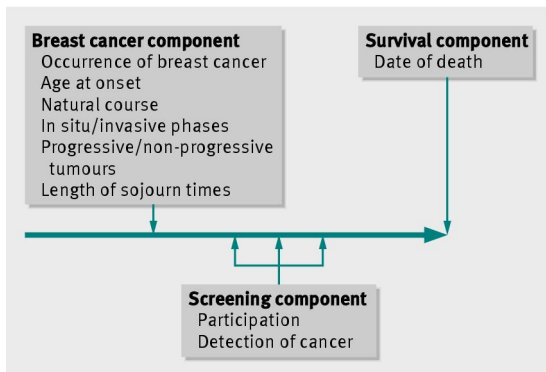 Breast cancer component
Occurrence of breast cancer
Age at onset
Natural course
In situ/invasive phases
Progressive/non-progressive
tumours
Length of sojourn times
Survival component
Date of death
Screening component
Participation
Detection of cancer